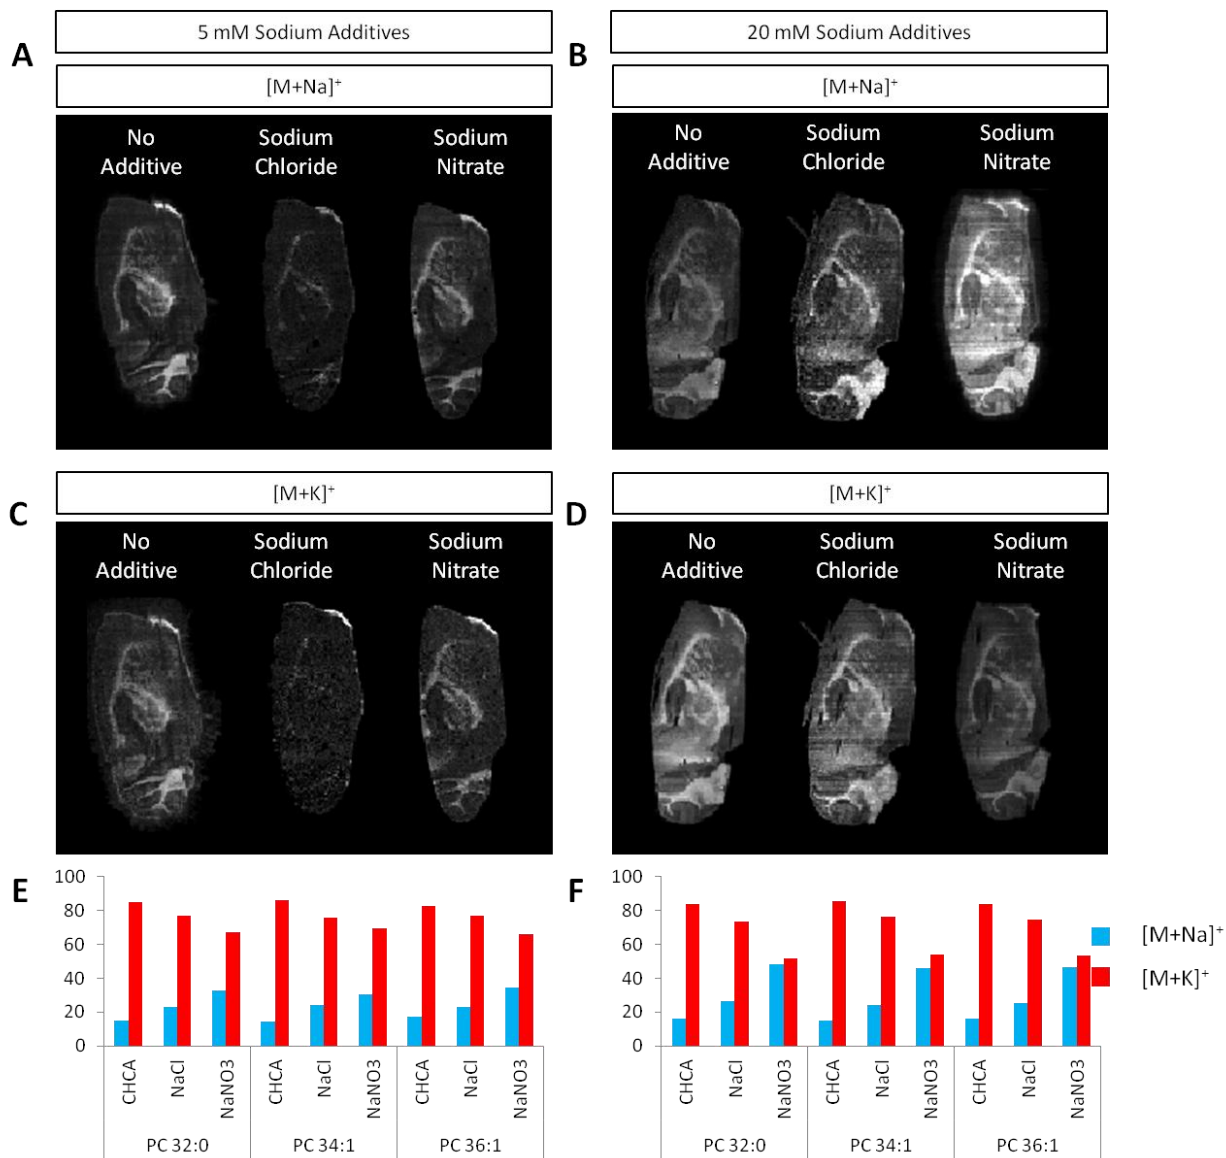 5 mM Sodium Additives
A
[M+Na]⁺
No Additive
Sodium Chloride
Sodium Nitrate
20 mM Sodium Additives
B
[M+Na]⁺
No Additive
Sodium Chloride
Sodium Nitrate
C
[M+K]⁺
No Additive
Sodium Chloride
Sodium Nitrate
D
[M+K]⁺
No Additive
Sodium Chloride
Sodium Nitrate
E
100
80
60
40
20
0
CHCA
NaCl
NaNO3
CHCA
NaCl
NaNO3
CHCA
NaCl
NaNO3
PC 32:0
PC 34:1
PC 36:1
F
100
80
60
40
20
0
CHCA
NaCl
NaNO3
CHCA
NaCl
NaNO3
CHCA
NaCl
NaNO3
PC 32:0
PC 34:1
PC 36:1
[M+Na]⁺
[M+K]⁺